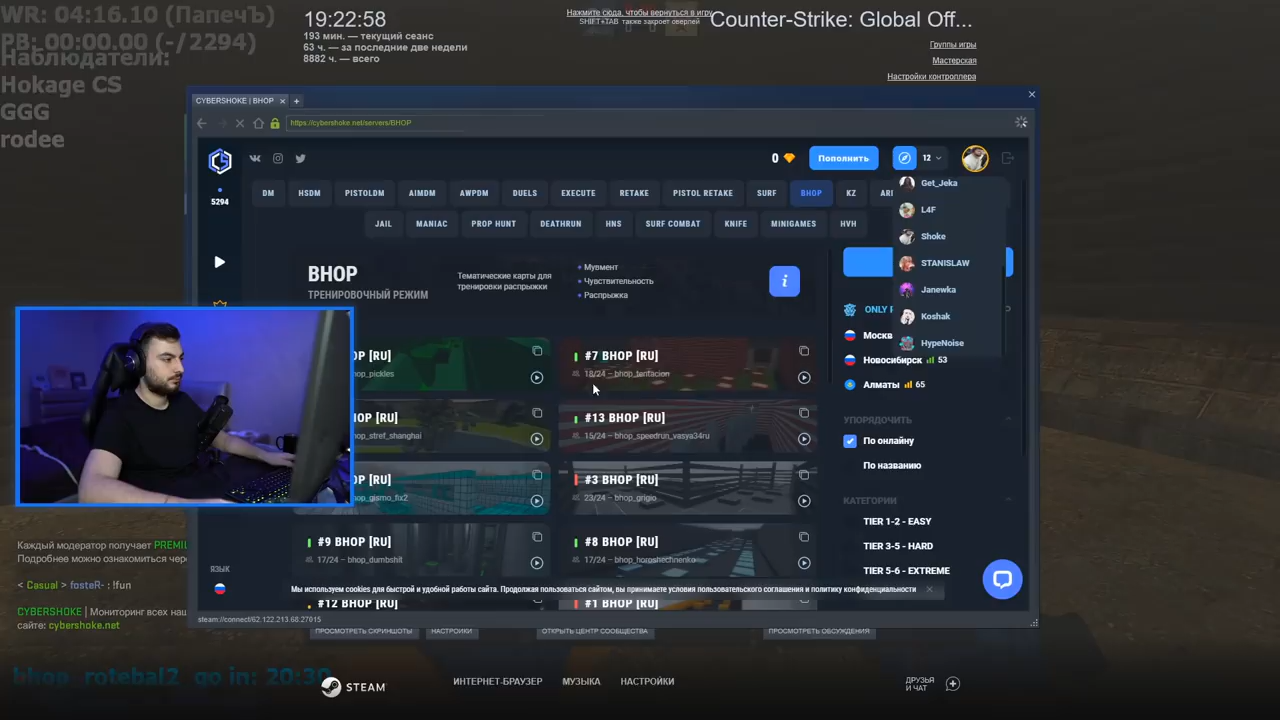 WR: 04:16.10 (ПапечЪ)
PB: 00:00.00 (-/2294)
Наблюдатели:
Hokage CS
GGG
rodee
19:22:58
193 мин. — текущий сеанс
63 ч. — за последние две недели
8882 ч. — всего
Нажмите сюда, чтобы вернуться в игру
SHIFT+TAB также закроет оверлей
Counter-Strike: Global Off...
Группы игры
Мастерская
Настройки контроллера
CYBERSHOKE | BHOP
https://cybershoke.net/servers/BHOP
0
Пополнить
12
5294
DM
HSDM
PISTOLDM
AIMDM
AWPDM
DUELS
EXECUTE
RETAKE
PISTOL RETAKE
SURF
BHOP
KZ
JAIL
MANIAC
PROP HUNT
DEATHRUN
HNS
SURF COMBAT
KNIFE
MINIGAMES
HVH
Get_Jeka
L4F
Shoke
STANISLAW
Janewka
Koshak
HypeNoise
BHOP
ТРЕНИРОВОЧНЫЙ РЕЖИМ
Тематические карты для
тренировки распрыжки
+ Мувмент
+ Чувствительность
+ Распрыжка
i
[RU]
bhop_pickles
#7 BHOP [RU]
18/24 – bhop_tenfacion
[RU]
#13 BHOP [RU]
15/24 – bhop_speedrun_vasya34ru
[RU]
#3 BHOP [RU]
23/24 – bhop_grigio
#9 BHOP [RU]
17/24 – bhop_dumbshit
#8 BHOP [RU]
17/24 – bhop_horoshechnenko
#12 BHOP [RU]
#1 BHOP [RU]
ONLY
Москв
Новосибирск 53
Алматы 65
УПОРЯДОЧИТЬ
По онлайну
По названию
КАТЕГОРИИ
TIER 1-2 - EASY
TIER 3-5 - HARD
TIER 5-6 - EXTREME
ЯЗЫК
Мы используем cookies для быстрой и удобной работы сайта. Продолжая пользоваться сайтом, вы принимаете условия пользовательского соглашения и политику конфиденциальности
steam://connect/62.122.213.68:27015
Каждый модератор получает PREMI
Подробнее можно ознакомиться чере
< Casual > fosteR- : !fun
CYBERSHOKE | Мониторинг всех наш
сайте: cybershoke.net
bhop_rotebal2 go in: 20:30
ПРОСМОТРЕТЬ СКРИНШОТЫ
НАСТРОЙКИ
ОТКРЫТЬ ЦЕНТР СООБЩЕСТВА
ПРОСМОТРЕТЬ ОБСУЖДЕНИЯ
STEAM
ИНТЕРНЕТ-БРАУЗЕР
МУЗЫКА
НАСТРОЙКИ
ДРУЗЬЯ
И ЧАТ